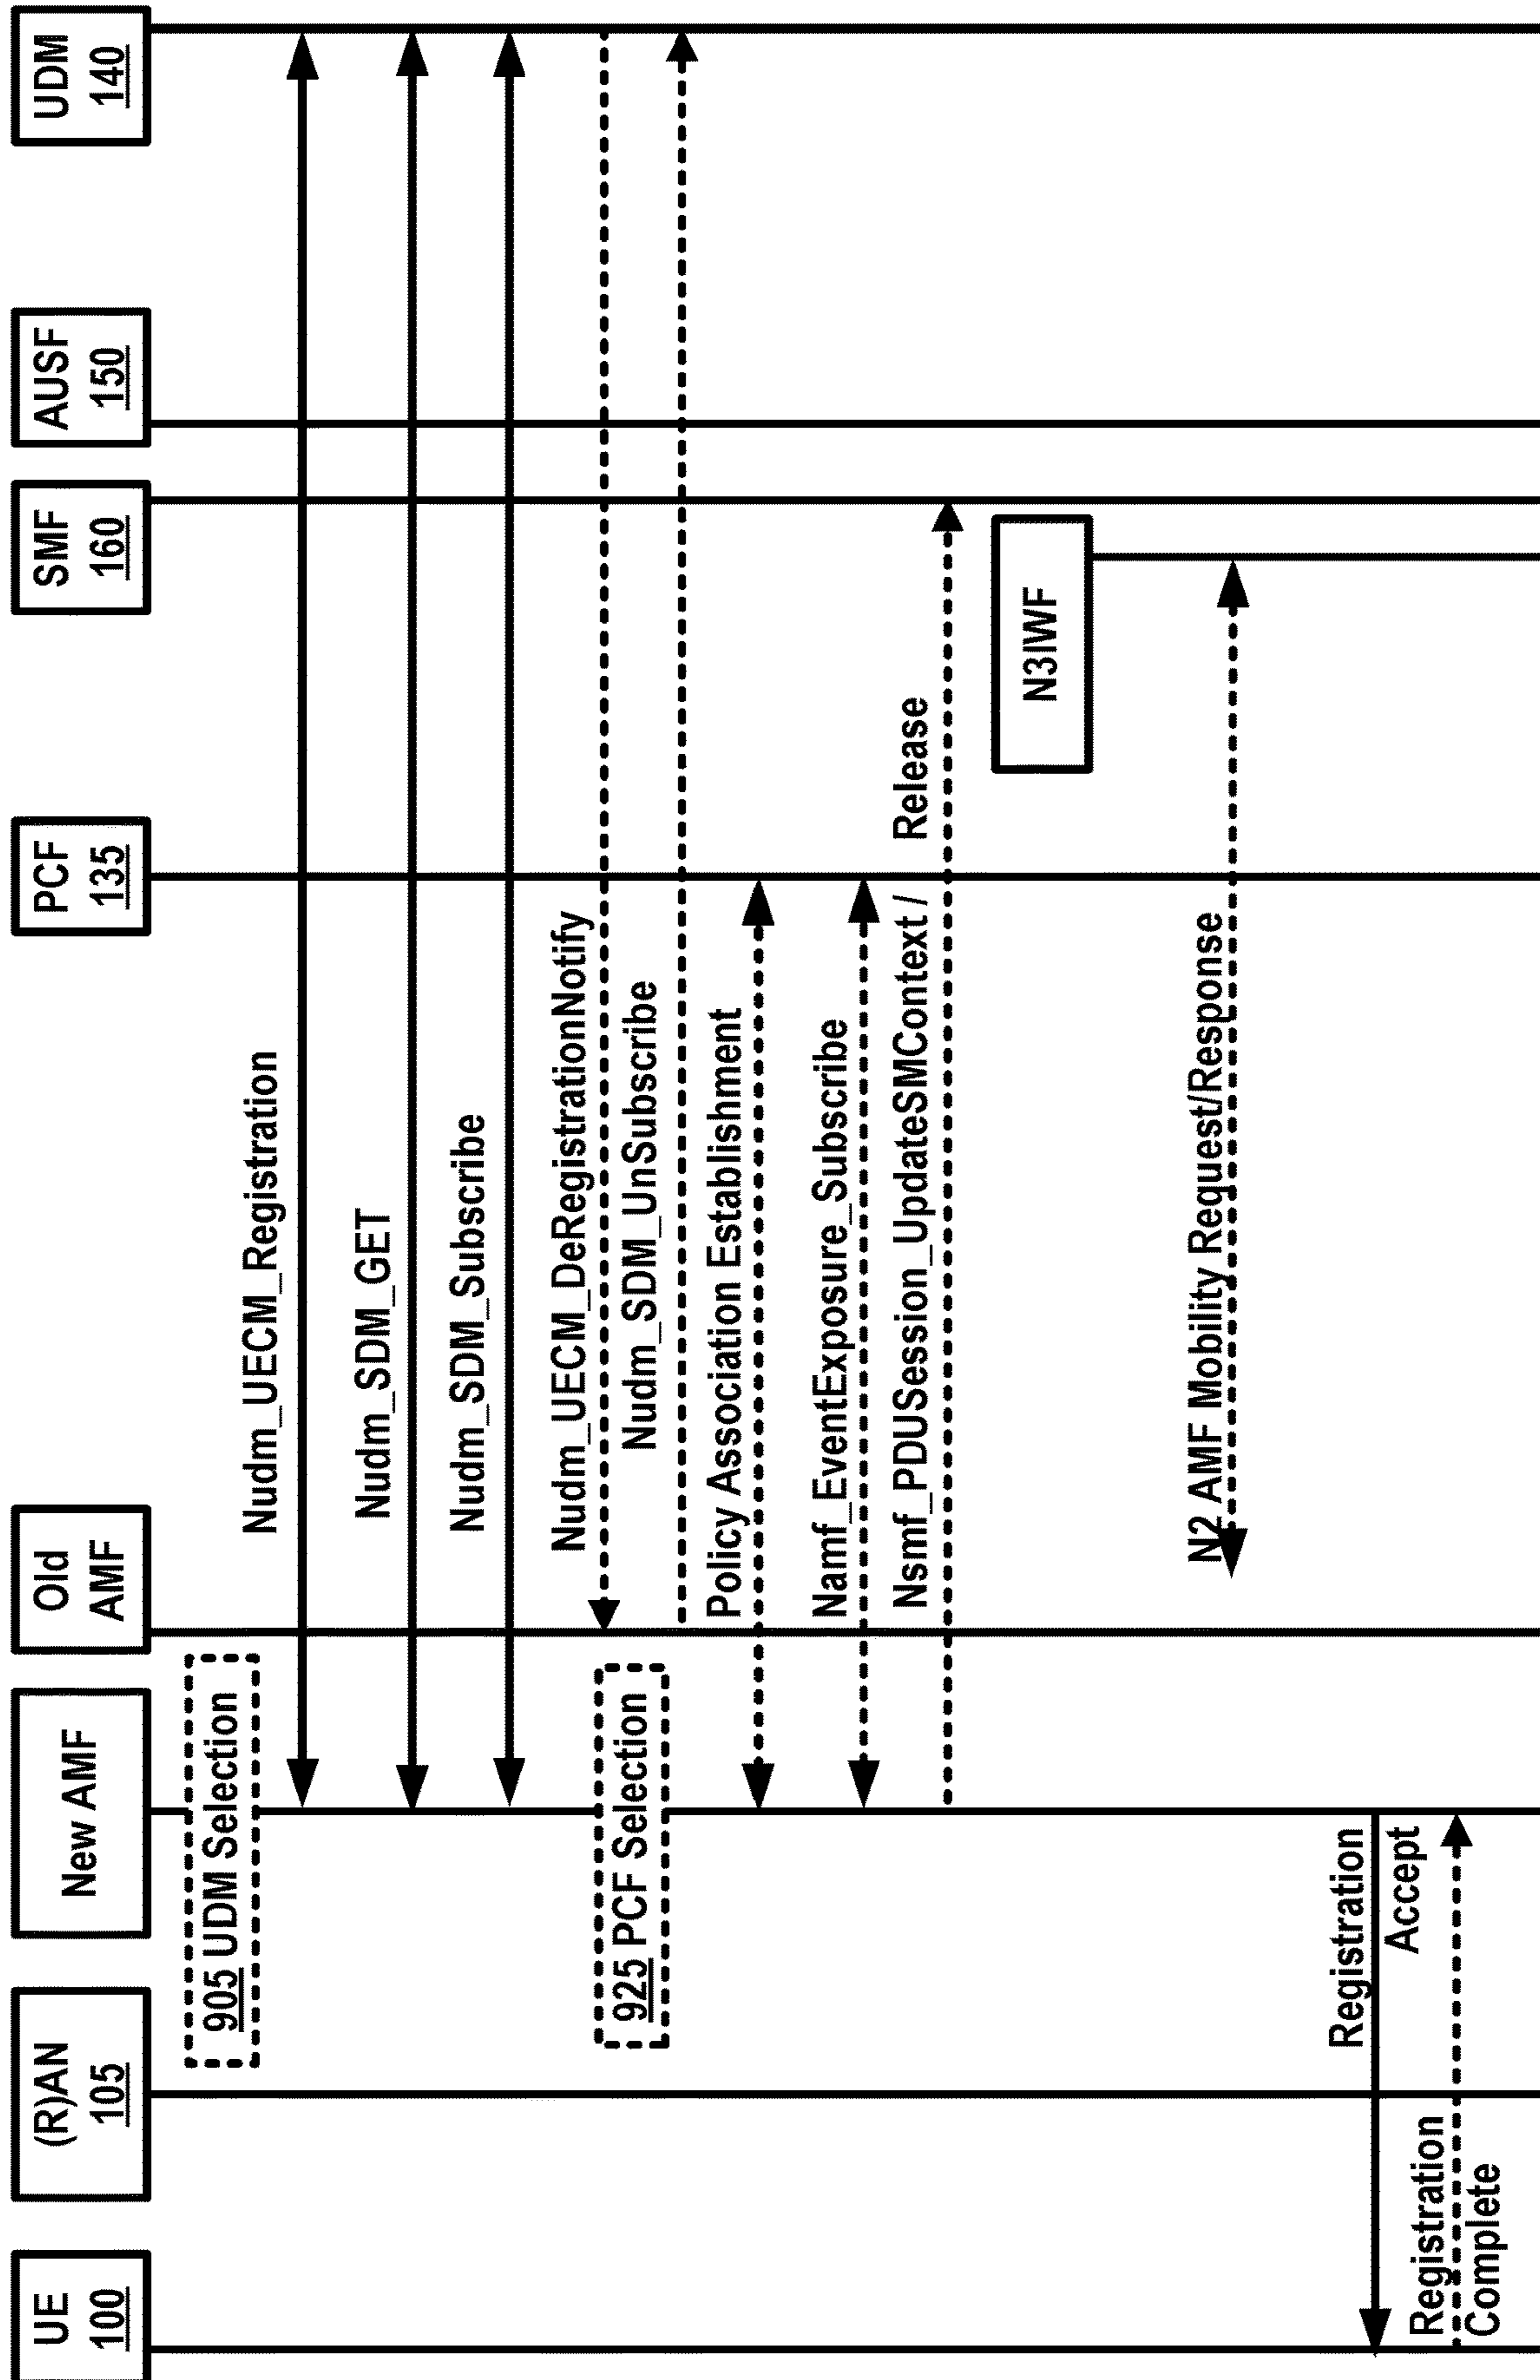 UE
100
(R)AN
105
New AMF
Old
AMF
PCF
135
SMF
160
AUSF
150
UDM
140
905 UDM Selection
Nudm_UECM_Registration
Nudm_SDM_GET
Nudm_SDM_Subscribe
Nudm_UECM_DeRegistrationNotify
925 PCF Selection
Nudm_SDM_UnSubscribe
Policy Association Establishment
Namf_EventExposure_Subscribe
Nsmf_PDUSession_UpdateSMContext / Release
N3IWF
N2 AMF Mobility Request/Response
Registration
Accept
Registration
Complete